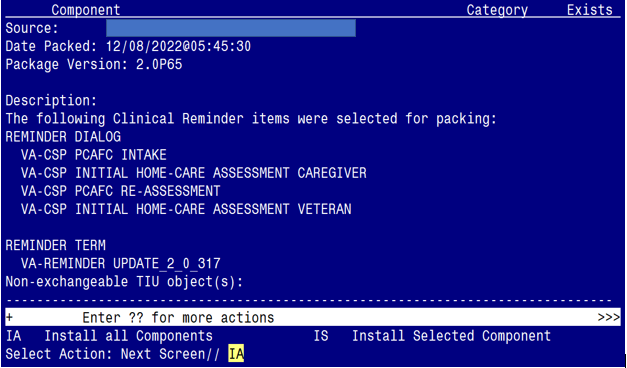 Component Category Exists
Source:
Date Packed: 12/08/2022@05:45:30
Package Version: 2.0P65
Description:
The following Clinical Reminder items were selected for packing:
REMINDER DIALOG
VA-CSP PCAFC INTAKE
VA-CSP INITIAL HOME-CARE ASSESSMENT CAREGIVER
VA-CSP PCAFC RE-ASSESSMENT
VA-CSP INITIAL HOME-CARE ASSESSMENT VETERAN
REMINDER TERM
VA-REMINDER UPDATE_2_0_317
Non-exchangeable TIU object(s):
--------------------------------------------------------------------------------
+ Enter ?? for more actions >>>
IA Install all Components IS Install Selected Component
Select Action: Next Screen// IA